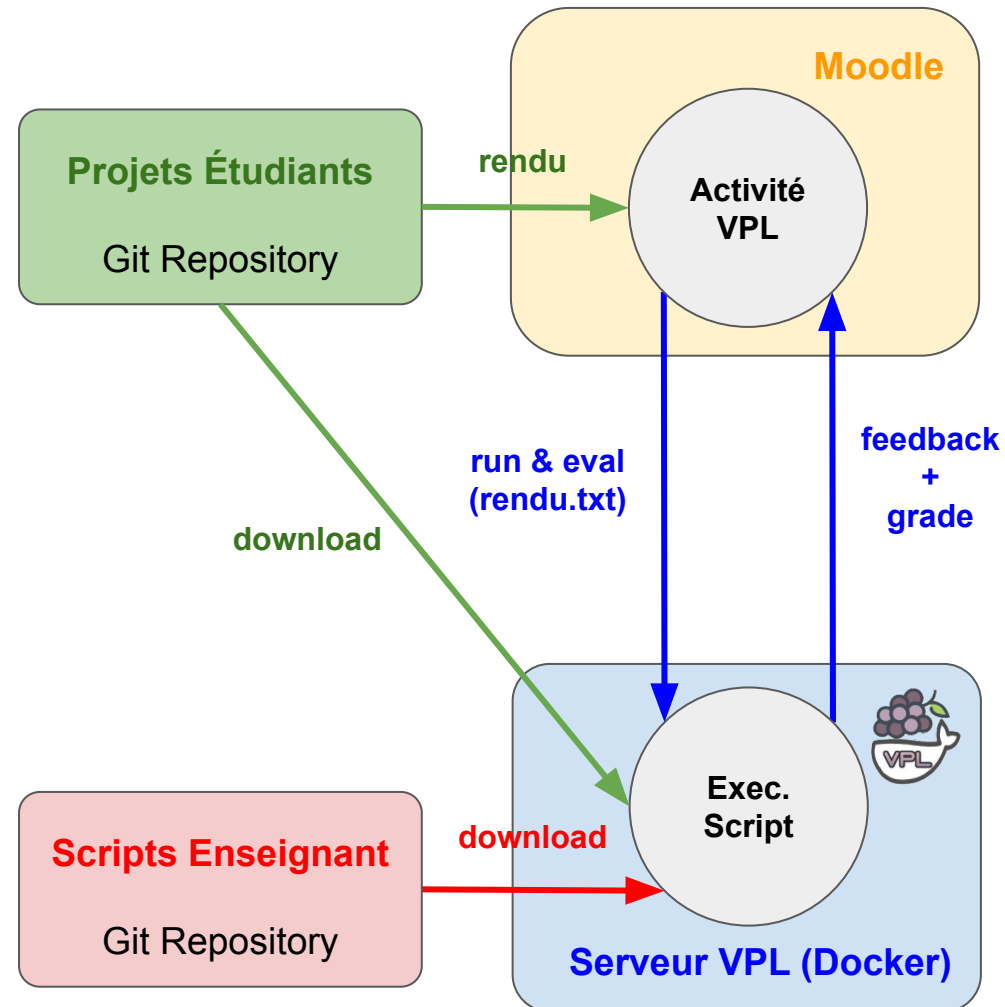 Moodle
Projets Étudiants
Git Repository
rendu
Activité
VPL
run & eval
(rendu.txt)
feedback
+
grade
download
VPL
Exec.
Script
Scripts Enseignant
Git Repository
download
Serveur VPL (Docker)